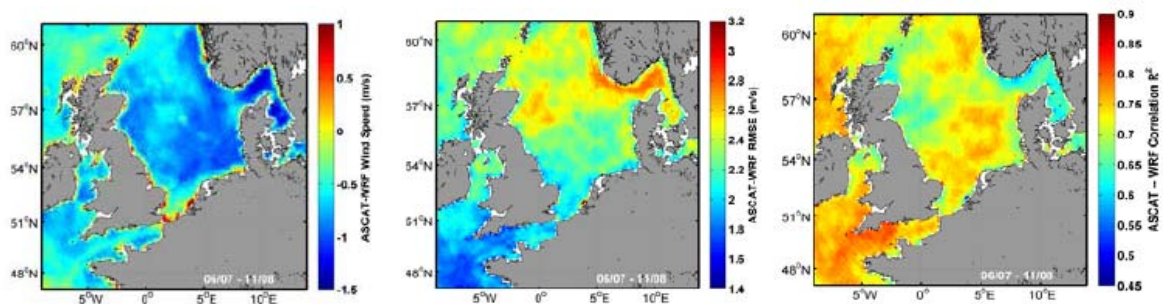 60°N
57°N
54°N
51°N
48°N
5°W 0° 5°E 10°E
06/07 - 11/08
1
0.5
0
-0.5
-1
-1.5
ASCAT-WRF Wind Speed (m/s)
60°N
57°N
54°N
51°N
48°N
5°W 0° 5°E 10°E
06/07 - 11/08
3.2
3
2.8
2.6
2.4
2.2
2
1.8
1.6
1.4
ASCAT-WRF RMSE (m/s)
60°N
57°N
54°N
51°N
48°N
5°W 0° 5°E 10°E
06/07 - 11/08
0.9
0.85
0.8
0.75
0.7
0.65
0.6
0.55
0.5
0.45
ASCAT - WRF Correlation R²